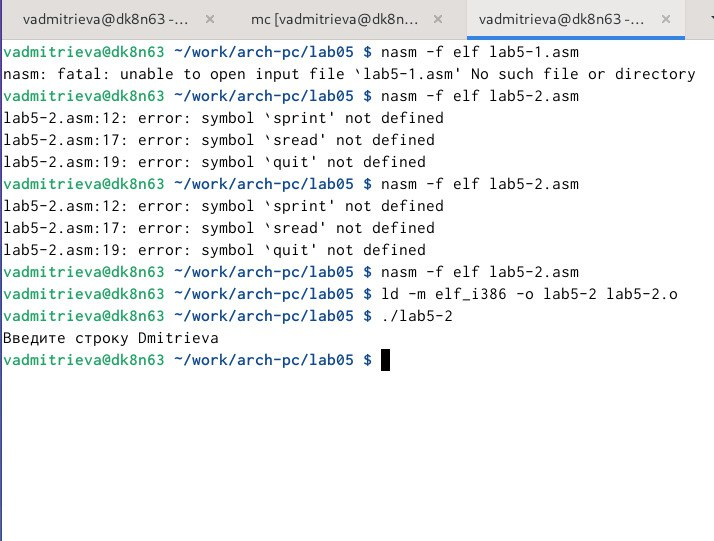 vadmitrieva@dk8n63 -... × mc [vadmitrieva@dk8n... × vadmitrieva@dk8n63 ~/... ×
vadmitrieva@dk8n63 ~/work/arch-pc/lab05 $ nasm -f elf lab5-1.asm
nasm: fatal: unable to open input file `lab5-1.asm' No such file or directory
vadmitrieva@dk8n63 ~/work/arch-pc/lab05 $ nasm -f elf lab5-2.asm
lab5-2.asm:12: error: symbol `sprint' not defined
lab5-2.asm:17: error: symbol `sread' not defined
lab5-2.asm:19: error: symbol `quit' not defined
vadmitrieva@dk8n63 ~/work/arch-pc/lab05 $ nasm -f elf lab5-2.asm
lab5-2.asm:12: error: symbol `sprint' not defined
lab5-2.asm:17: error: symbol `sread' not defined
lab5-2.asm:19: error: symbol `quit' not defined
vadmitrieva@dk8n63 ~/work/arch-pc/lab05 $ nasm -f elf lab5-2.asm
vadmitrieva@dk8n63 ~/work/arch-pc/lab05 $ ld -m elf_i386 -o lab5-2 lab5-2.o
vadmitrieva@dk8n63 ~/work/arch-pc/lab05 $ ./lab5-2
Введите строку Dmitrieva
vadmitrieva@dk8n63 ~/work/arch-pc/lab05 $